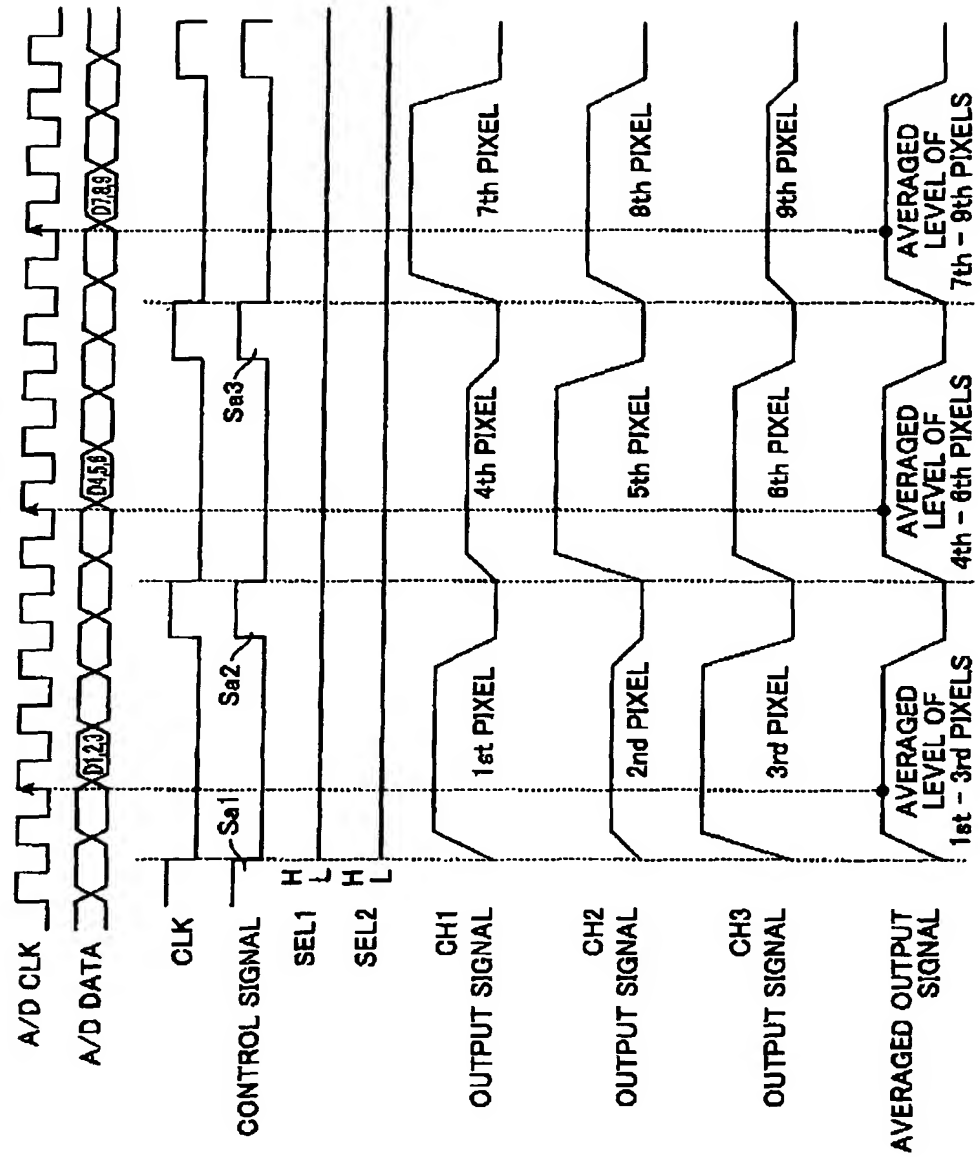 A/D CLK
A/D DATA
D1,2,3
D4,5,6
D7,8,9
CLK
CONTROL SIGNAL
Sa1
Sa2
Sa3
SEL1
H
L
SEL2
H
L
CH1
OUTPUT SIGNAL
1st PIXEL
4th PIXEL
7th PIXEL
CH2
OUTPUT SIGNAL
2nd PIXEL
5th PIXEL
8th PIXEL
CH3
OUTPUT SIGNAL
3rd PIXEL
6th PIXEL
9th PIXEL
AVERAGED OUTPUT
SIGNAL
AVERAGED
LEVEL OF
1st - 3rd PIXELS
AVERAGED
LEVEL OF
4th - 6th PIXELS
AVERAGED
LEVEL OF
7th - 9th PIXELS